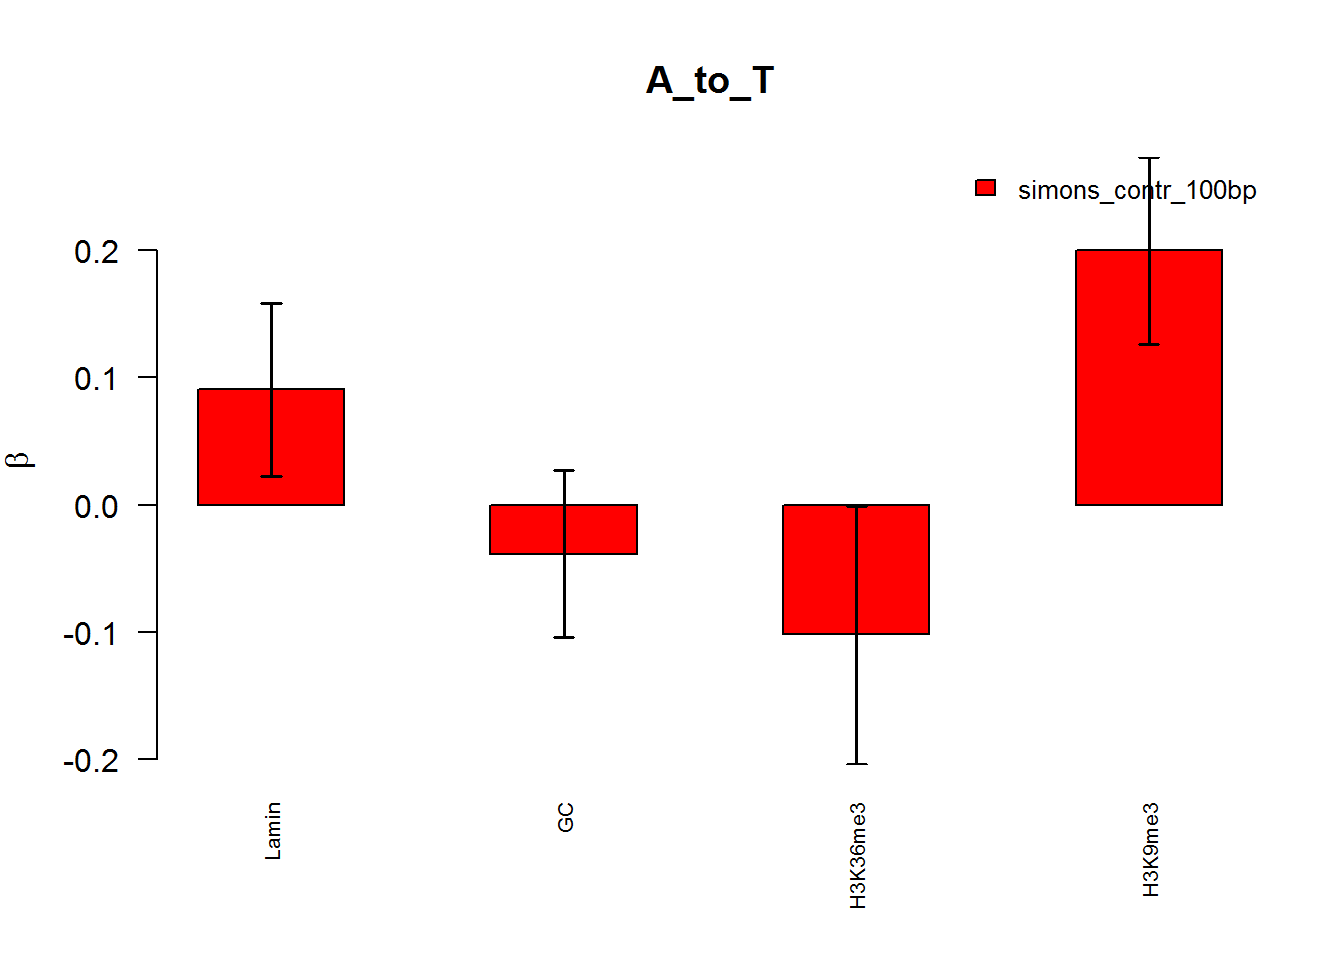 A_to_T
simons_contr_100bp
0.2
0.1
0.0
-0.1
-0.2
β
Lamin
GC
H3K36me3
H3K9me3